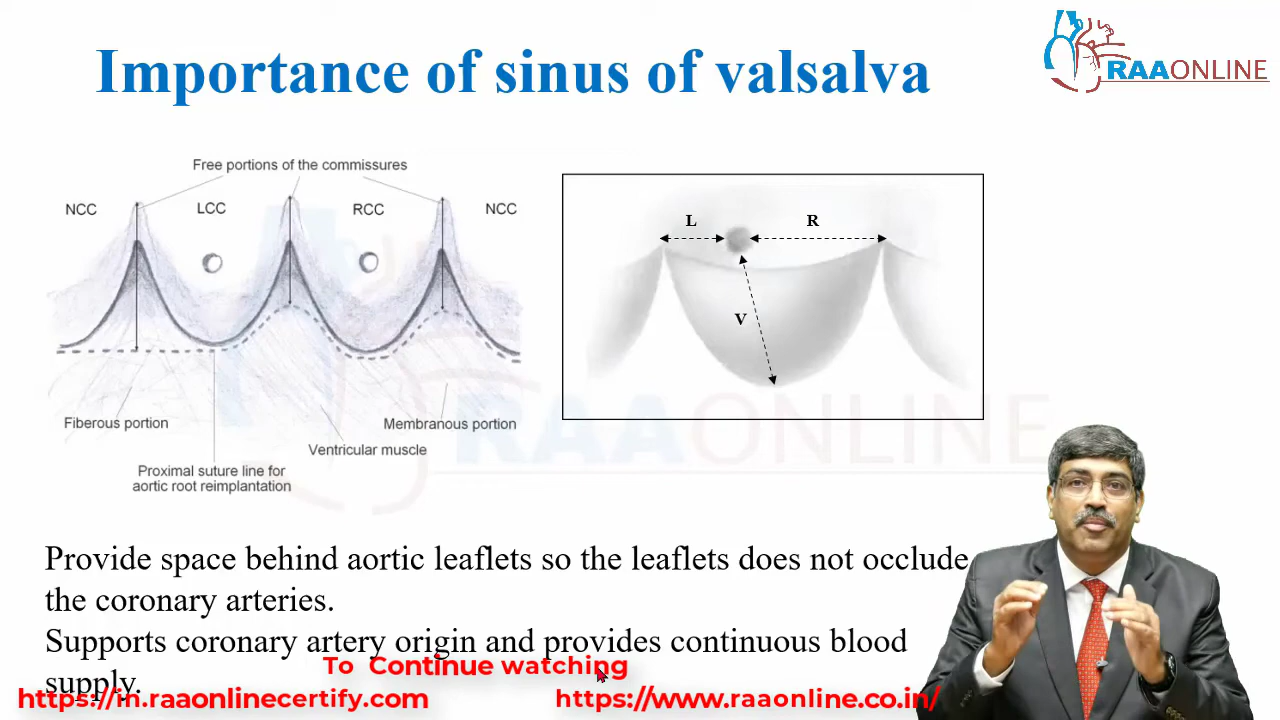 Importance of sinus of valsalva
RAAONLINE
Free portions of the commissures
NCC LCC RCC NCC
L R
V
Fiberous portion
Membranous portion
Ventricular muscle
Proximal suture line for
aortic root reimplantation
RAAONLINE
Provide space behind aortic leaflets so the leaflets does not occlude
the coronary arteries.
Supports coronary artery origin and provides continuous blood
supply.
To Continue watching
https://in.raaonlinecertify.com https://www.raaonline.co.in/